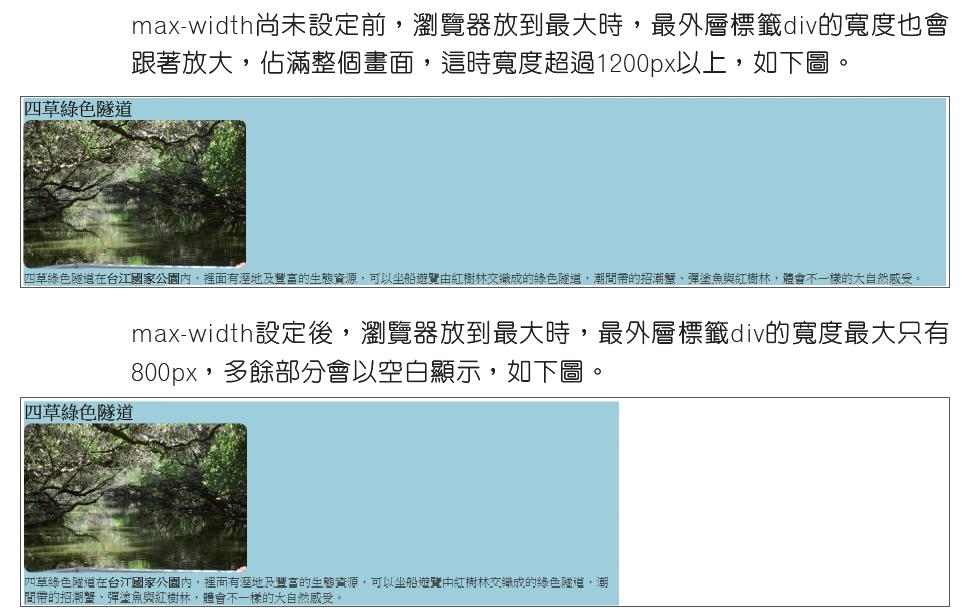 max-width尚未設定前，瀏覽器放到最大時，最外層標籤div的寬度也會
跟著放大，佔滿整個畫面，這時寬度超過1200px以上，如下圖。
四草綠色隧道
四草綠色隧道在台江國家公園內，裡面有溼地及豐富的生態資源，可以坐船遊覽由紅樹林交織成的綠色隧道，潮間帶的招潮蟹、彈塗魚與紅樹林，體會不一樣的大自然感受。
max-width設定後，瀏覽器放到最大時，最外層標籤div的寬度最大只有
800px，多餘部分會以空白顯示，如下圖。
四草綠色隧道
四草綠色隧道在台江國家公園內，裡面有溼地及豐富的生態資源，可以坐船遊覽由紅樹林交織成的綠色隧道，潮
間帶的招潮蟹、彈塗魚與紅樹林，體會不一樣的大自然感受。